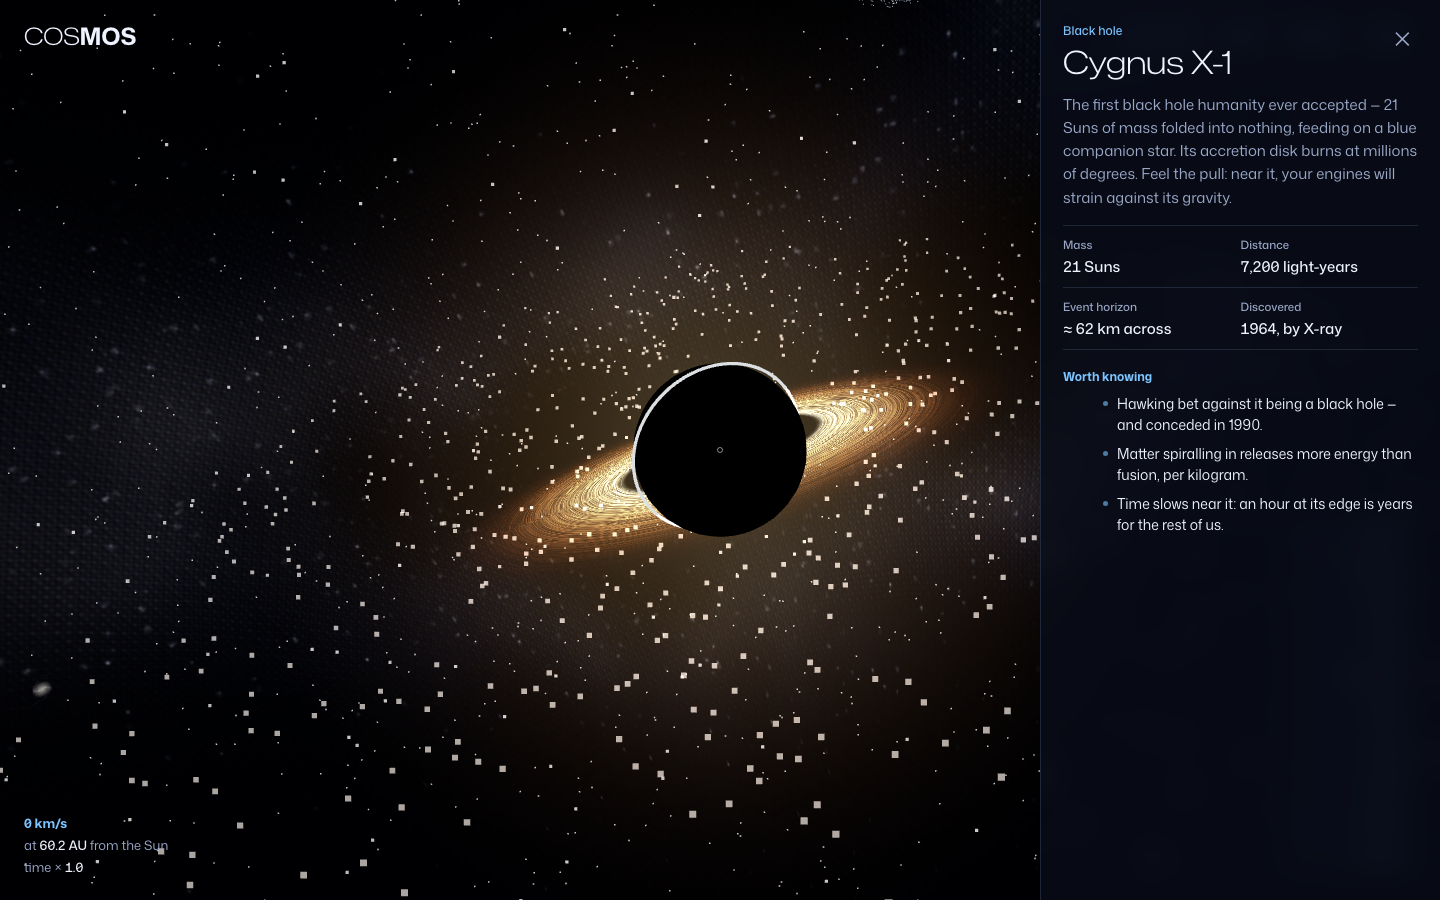 COSMOS
Black hole
Cygnus X-1
The first black hole humanity ever accepted — 21
Suns of mass folded into nothing, feeding on a blue
companion star. Its accretion disk burns at millions
of degrees. Feel the pull: near it, your engines will
strain against its gravity.
Mass
21 Suns
Distance
7,200 light-years
Event horizon
≈ 62 km across
Discovered
1964, by X-ray
Worth knowing
Hawking bet against it being a black hole —
and conceded in 1990.
Matter spiralling in releases more energy than
fusion, per kilogram.
Time slows near it: an hour at its edge is years
for the rest of us.
0 km/s
at 60.2 AU from the Sun
time × 1.0